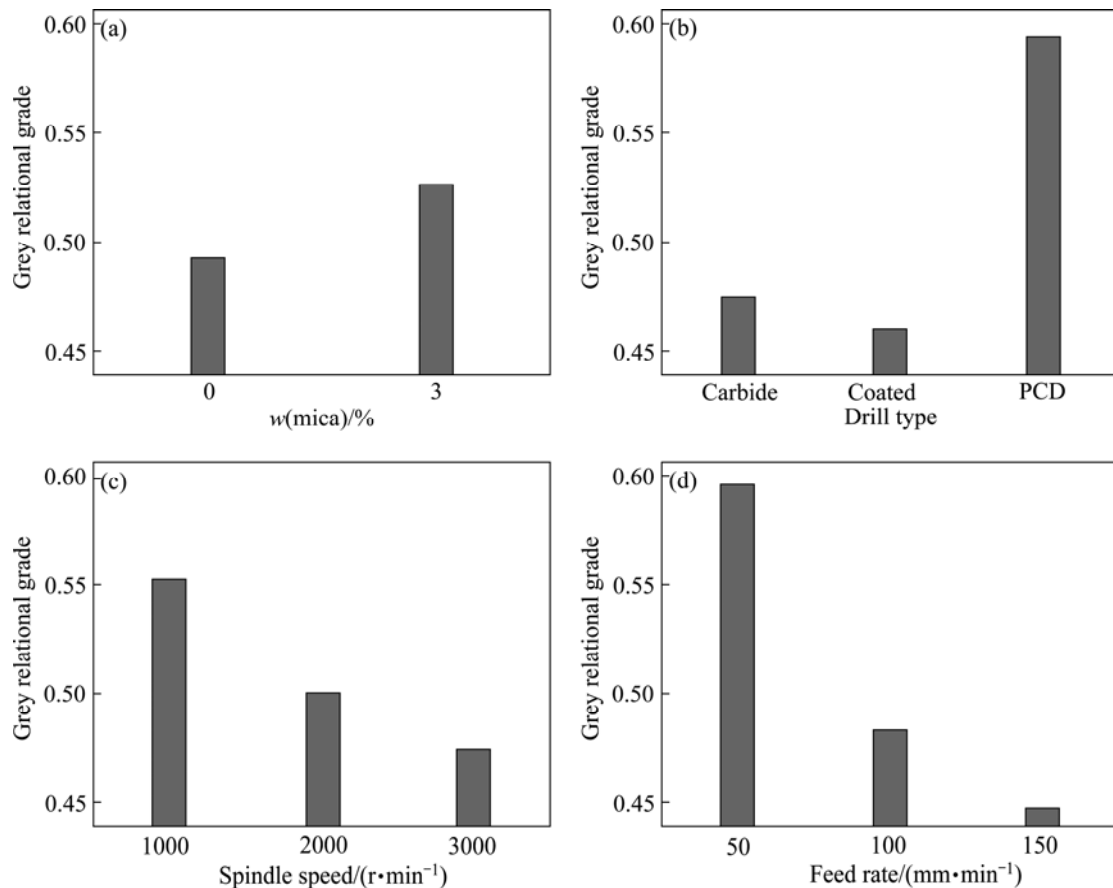 (a)
Grey relational grade
0.60
0.55
0.50
0.45
0 3
w(mica)/%
(b)
Grey relational grade
0.60
0.55
0.50
0.45
Carbide Coated PCD
Drill type
(c)
Grey relational grade
0.60
0.55
0.50
0.45
1000 2000 3000
Spindle speed/(r•min⁻¹)
(d)
Grey relational grade
0.60
0.55
0.50
0.45
50 100 150
Feed rate/(mm•min⁻¹)